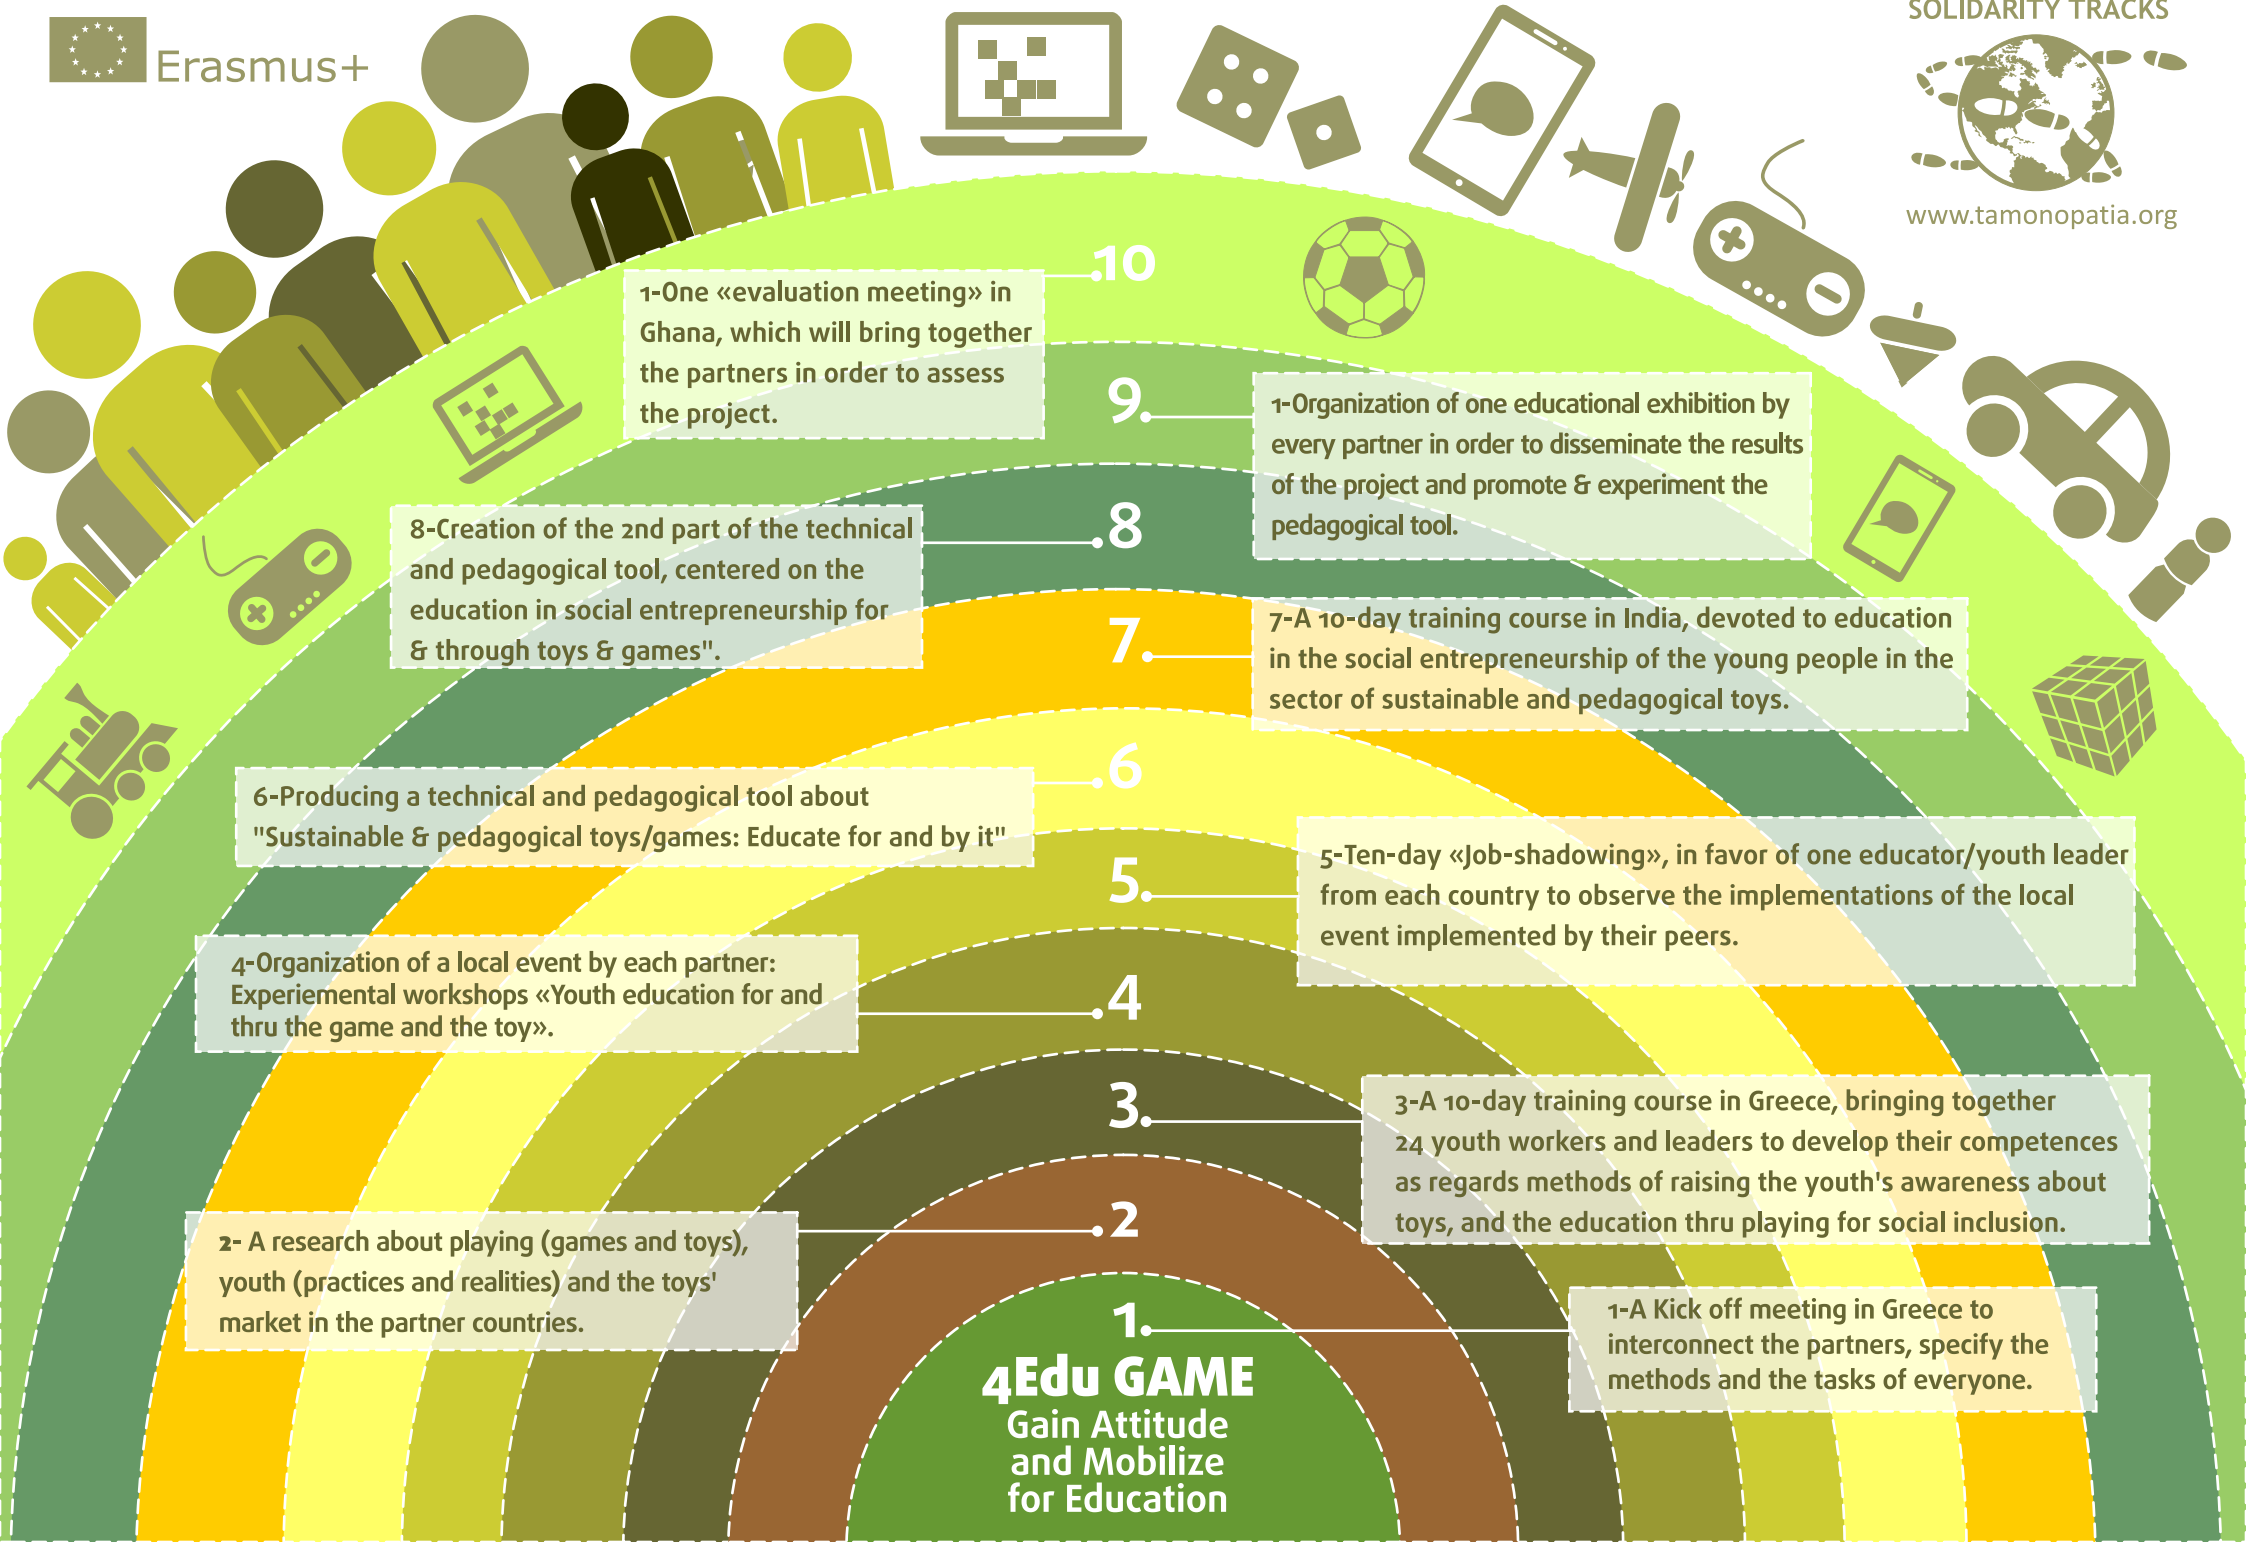 Erasmus+
SOLIDARITY TRACKS
www.tamonopatia.org
10
1-One «evaluation meeting» in
Ghana, which will bring together
the partners in order to assess
the project.
9.
1-Organization of one educational exhibition by
every partner in order to disseminate the results
of the project and promote & experiment the
pedagogical tool.
8
8-Creation of the 2nd part of the technical
and pedagogical tool, centered on the
education in social entrepreneurship for
& through toys & games".
7.
7-A 10-day training course in India, devoted to education
in the social entrepreneurship of the young people in the
sector of sustainable and pedagogical toys.
6
6-Producing a technical and pedagogical tool about
"Sustainable & pedagogical toys/games: Educate for and by it"
5.
5-Ten-day «Job-shadowing», in favor of one educator/youth leader
from each country to observe the implementations of the local
event implemented by their peers.
4
4-Organization of a local event by each partner:
Experiemental workshops «Youth education for and
thru the game and the toy».
3.
3-A 10-day training course in Greece, bringing together
24 youth workers and leaders to develop their competences
as regards methods of raising the youth's awareness about
toys, and the education thru playing for social inclusion.
2
2- A research about playing (games and toys),
youth (practices and realities) and the toys'
market in the partner countries.
1.
1-A Kick off meeting in Greece to
interconnect the partners, specify the
methods and the tasks of everyone.
4Edu GAME
Gain Attitude
and Mobilize
for Education